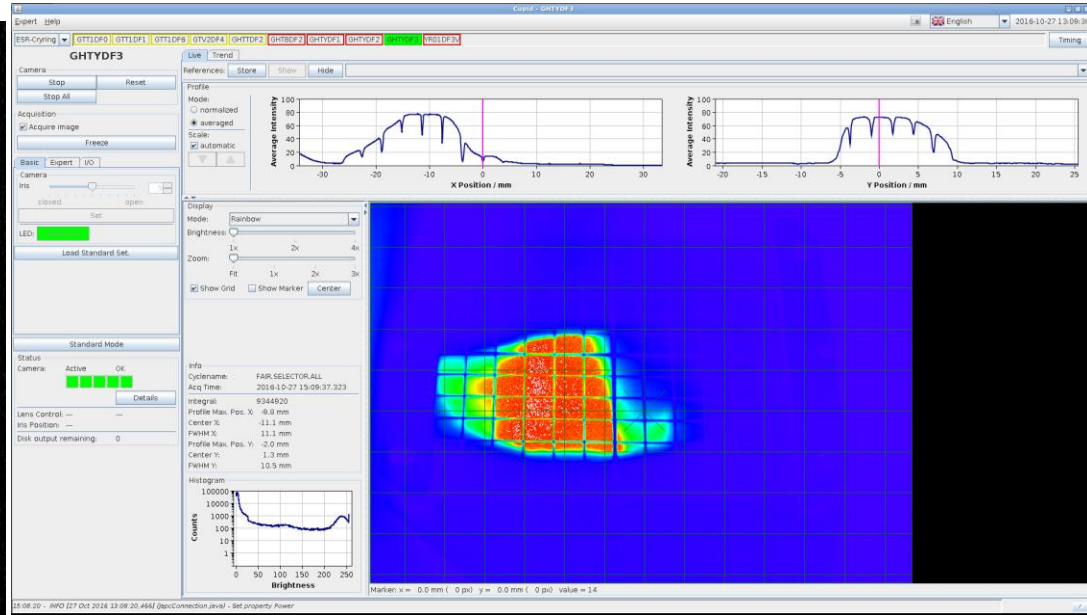 Cupid - GHTYDF3
Expert Help
English
2016-10-27 13:09:38
ESR-Cryring GTT1DF0 GTT1DF1 GTT1DF6 GTV2DF4 GHTTDF2 GHTBDF2 GHTYDF1 GHTYDF2 GHTYDF3 YR01DF3V
Timing
GHTYDF3
Camera
Stop Reset
Stop All
Acquisition
Acquire image
Freeze
Basic Expert I/O
Camera
Iris
closed open
Set
LED:
Load Standard Set.
Standard Mode
Status
Camera: Active OK
Details
Lens Control: --- ---
Iris Position: --- ---
Disk output remaining: 0
Live Trend
References: Store Show Hide
Profile
Mode:
normalized
averaged
Scale:
automatic
Average Intensity
100
80
60
40
20
0
-30 -20 -10 0 10 20 30
X Position / mm
Average Intensity
100
80
60
40
20
0
-20 -15 -10 -5 0 5 10 15 20 25
Y Position / mm
Display
Mode: Rainbow
Brightness:
1x 2x 4x
Zoom:
Fit 1x 2x 3x
Show Grid Show Marker Center
Info
Cyclename: FAIR.SELECTOR.ALL
Acq Time: 2016-10-27 15:09:37.323
Integral: 9344920
Profile Max. Pos. X: -9.8 mm
Center X: -11.1 mm
FWHM X: 11.1 mm
Profile Max. Pos. Y: -2.0 mm
Center Y: 1.3 mm
FWHM Y: 10.5 mm
Histogram
Counts
100000
10000
1000
100
10
1
0 50 100 150 200 250
Brightness
Marker: x = 0.0 mm ( 0 px) y = 0.0 mm ( 0 px) value = 14
15:08:20 - INFO [27 Oct 2016 13:08:20,466] (JapcConnection.java) - Set property Power